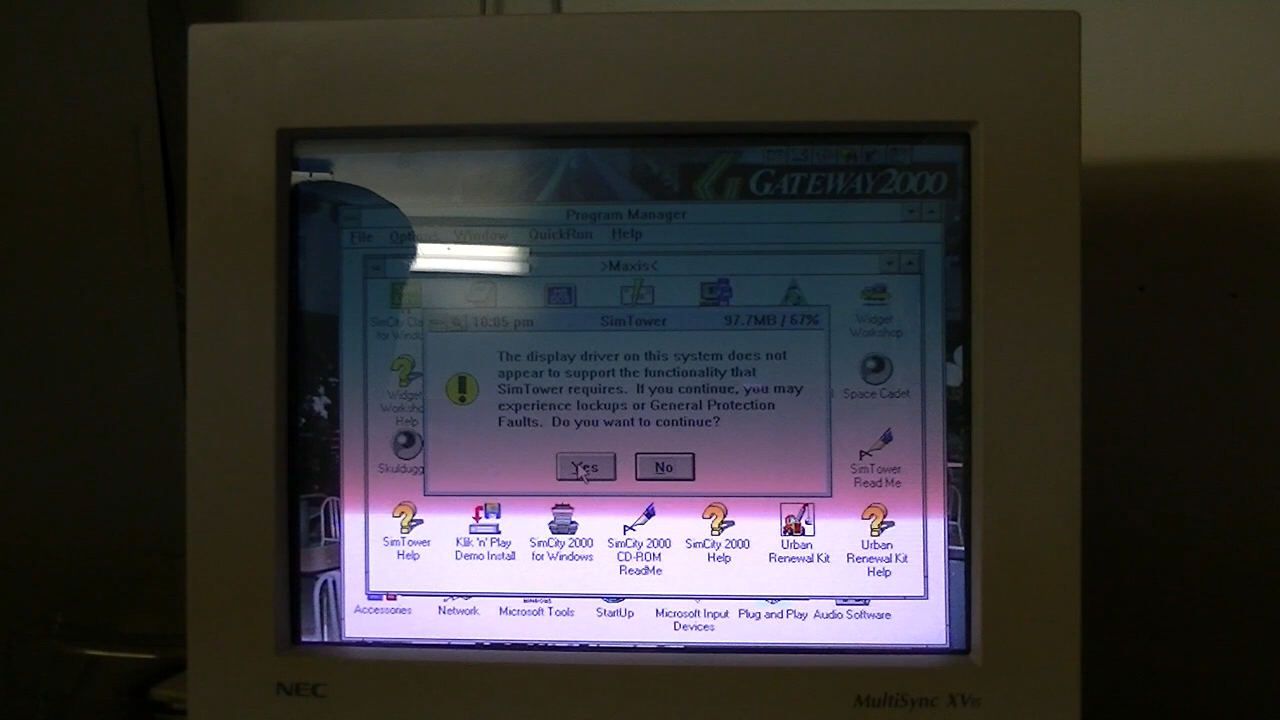 GATEWAY2000
Program Manager
File Options Window QuickRun Help
>Maxis<
Widget
Workshop
10:05 pm SimTower 97.7MB / 67%
The display driver on this system does not
appear to support the functionality that
SimTower requires. If you continue, you may
experience lockups or General Protection
Faults. Do you want to continue?
Yes No
Widget
Help
Space Cadet
SimTower
Read Me
SimTower
Help
Klik 'n' Play
Demo Install
SimCity 2000
for Windows
SimCity 2000
CD-ROM
ReadMe
SimCity 2000
Help
Urban
Renewal Kit
Urban
Renewal Kit
Help
Accessories
Network
Microsoft Tools
StartUp
Microsoft Input
Devices
Plug and Play
Audio Software
NEC
MultiSync XV15